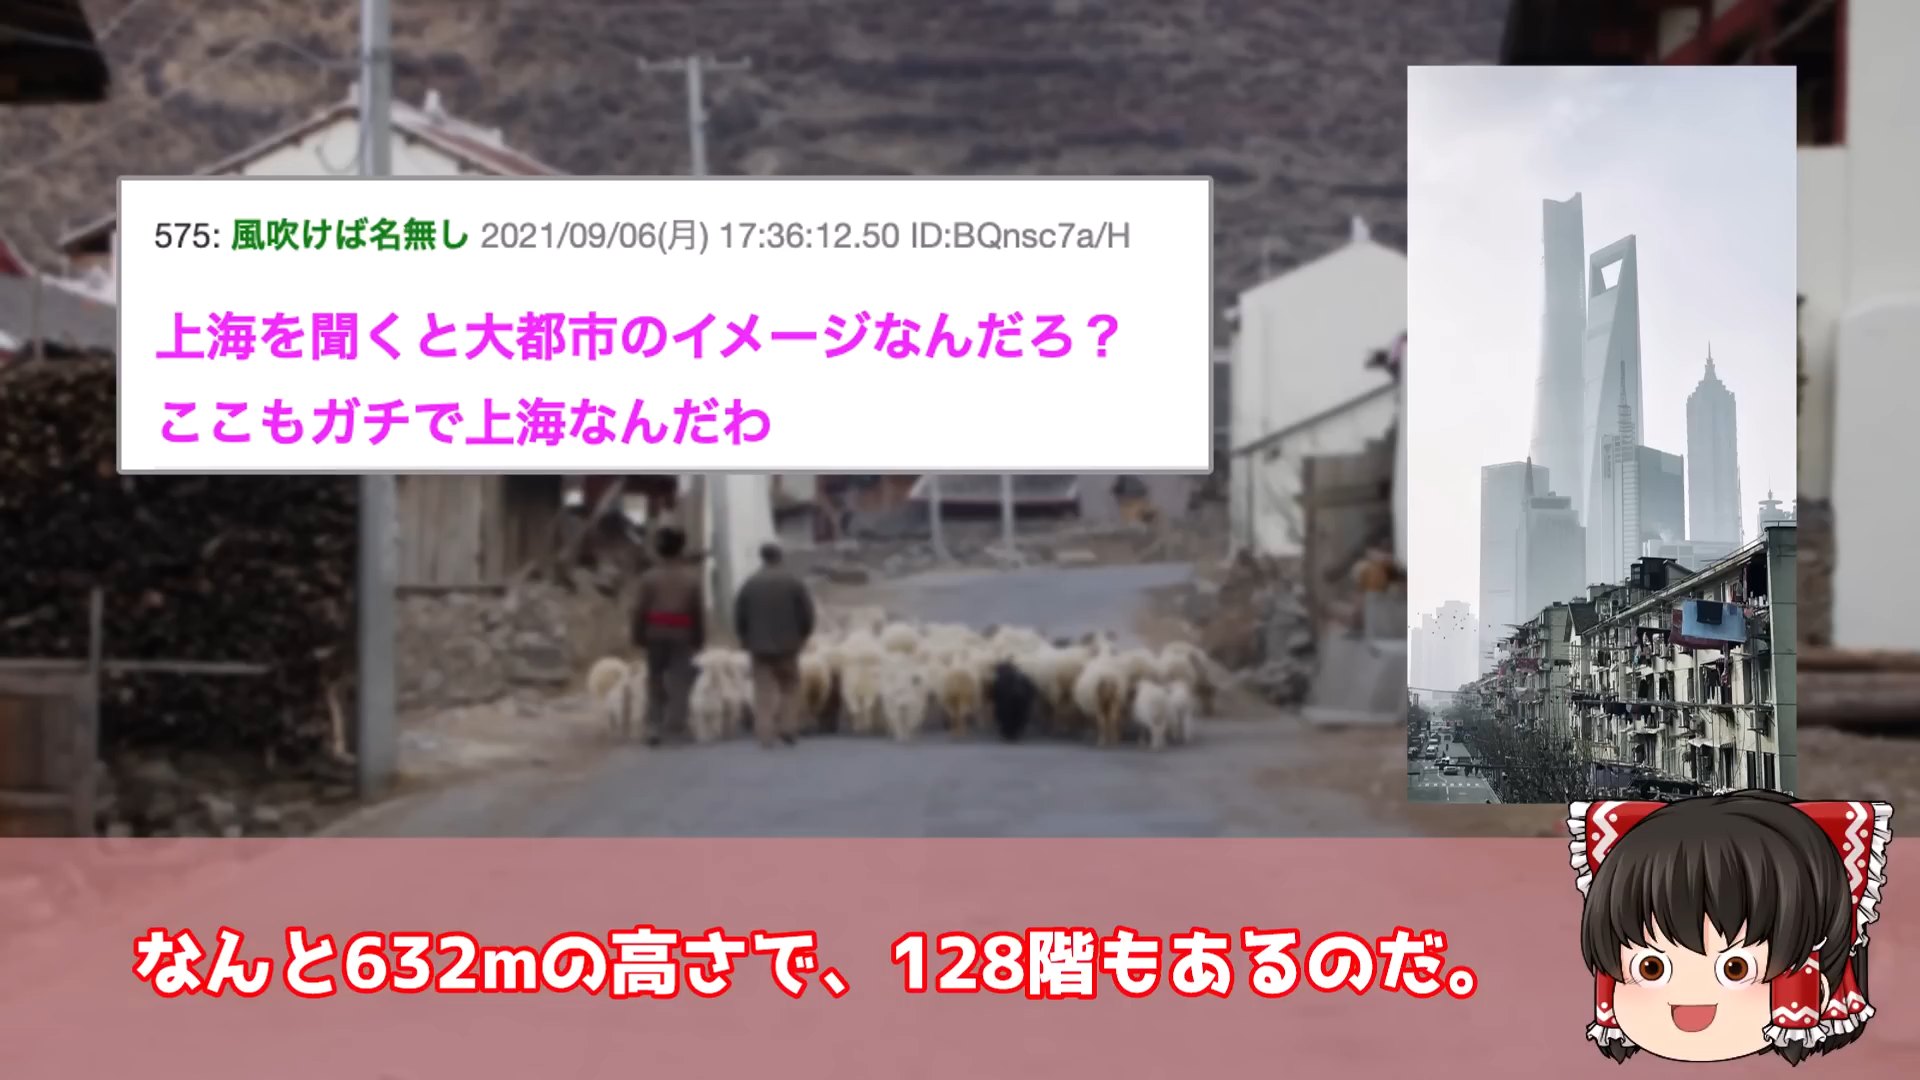 575: 風吹けば名無し 2021/09/06(月) 17:36:12.50 ID:BQnsc7a/H
上海を聞くと大都市のイメージなんだろ？
ここもガチで上海なんだわ
なんと632mの高さで、128階もあるのだ。